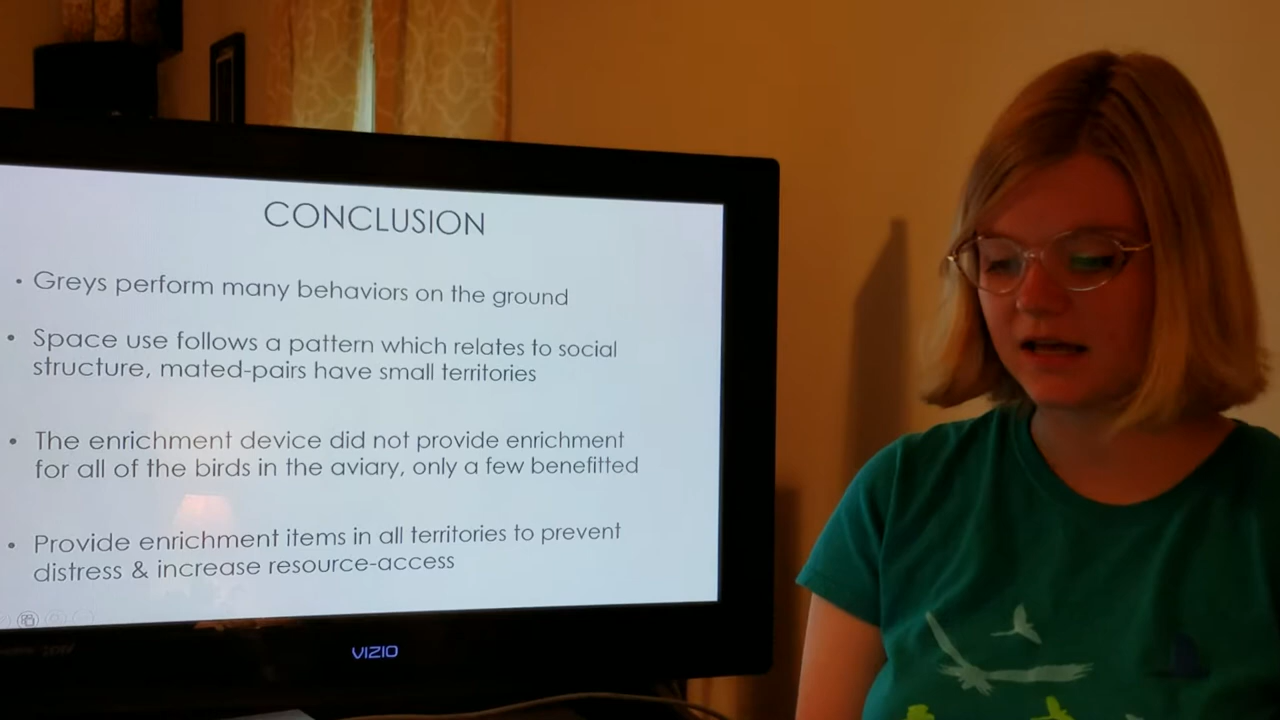 CONCLUSION
• Greys perform many behaviors on the ground
• Space use follows a pattern which relates to social
structure, mated-pairs have small territories
• The enrichment device did not provide enrichment
for all of the birds in the aviary, only a few benefitted
• Provide enrichment items in all territories to prevent
distress & increase resource-access
VIZIO